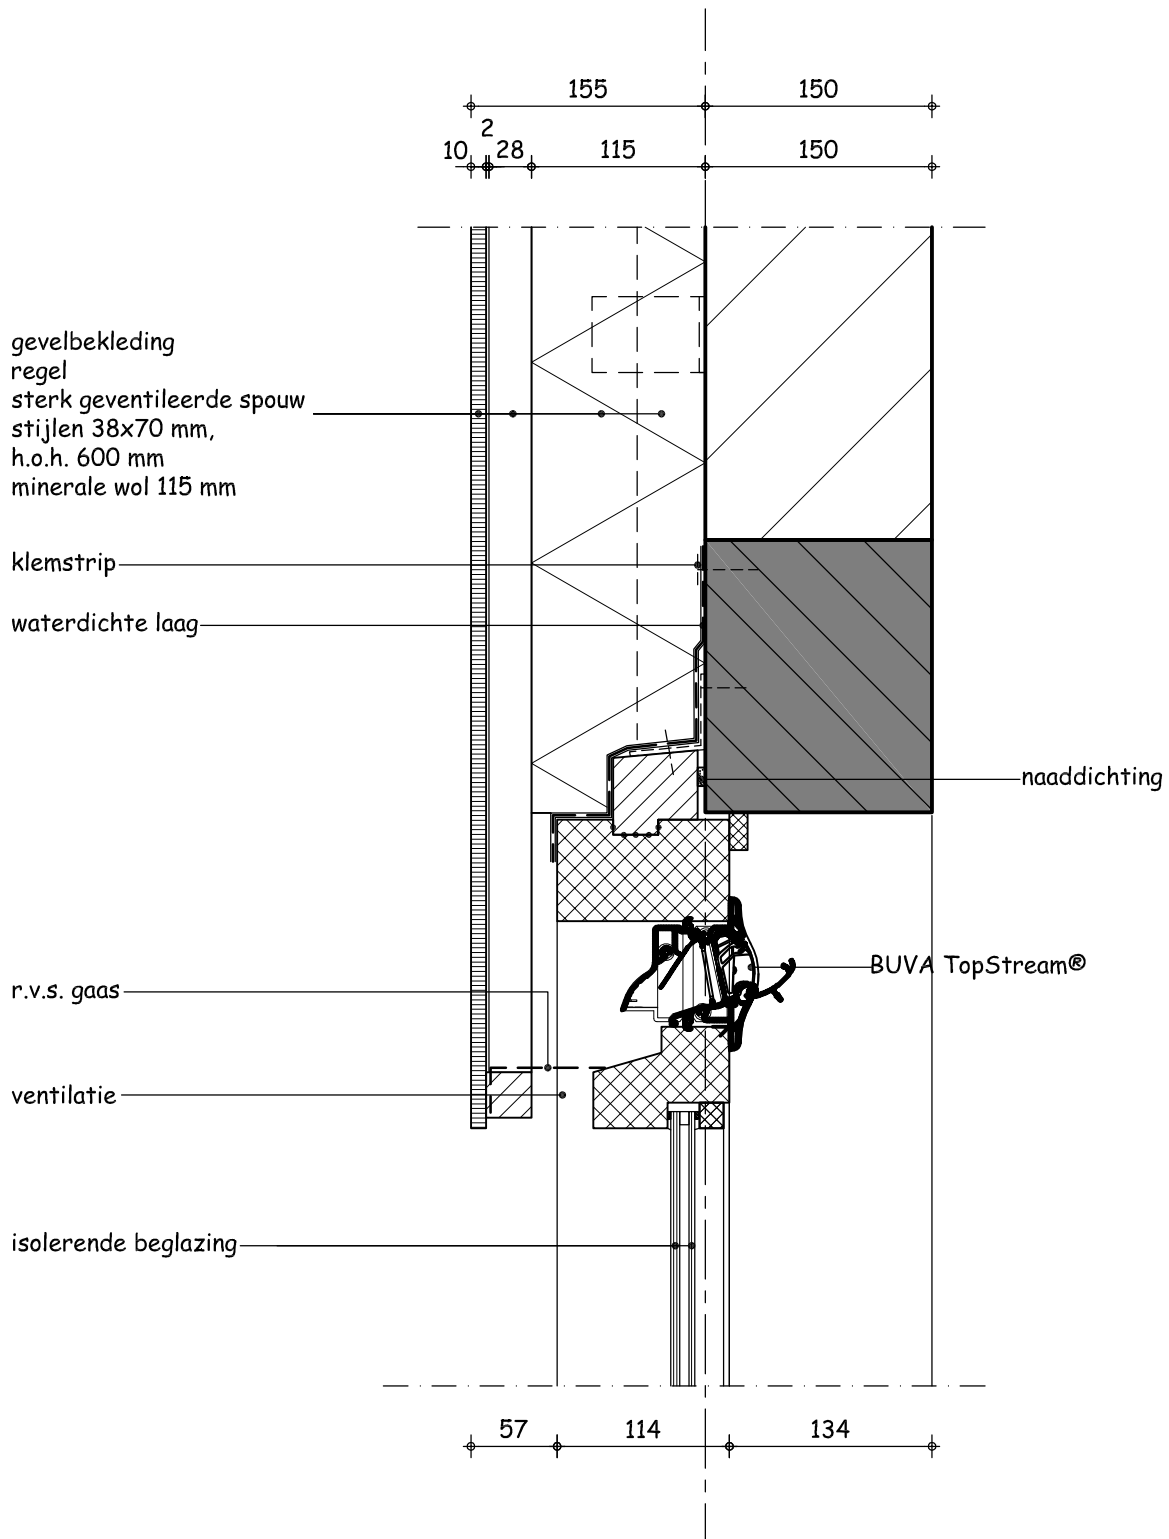 155 150
2
10 28 115 150
gevelbekleding
regel
sterk geventileerde spouw
stijlen 38x70 mm,
h.o.h. 600 mm
minerale wol 115 mm
klemstrip
waterdichte laag
naaddichting
BUVA TopStream®
r.v.s. gaas
ventilatie
isolerende beglazing
57 114 134